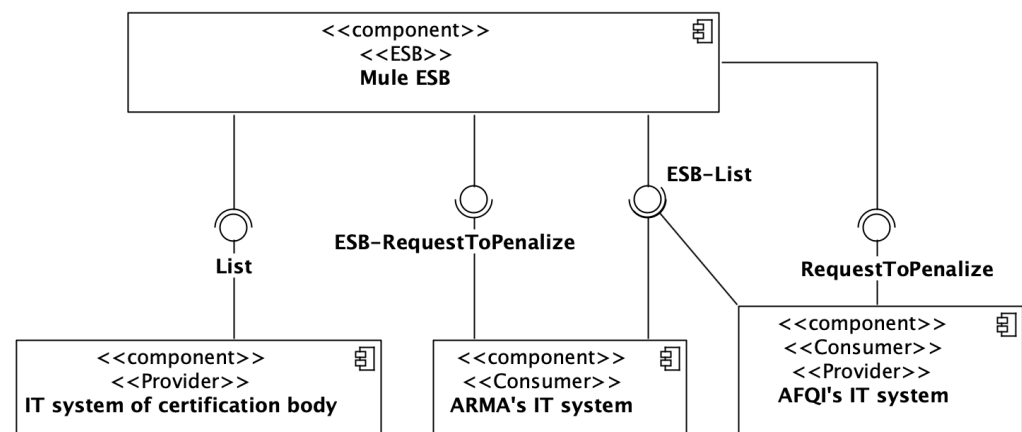 <<component>>
<<ESB>>
Mule ESB
ESB-List
ESB-RequestToPenalize
List
RequestToPenalize
<<component>>
<<Provider>>
IT system of certification body
<<component>>
<<Consumer>>
ARMA's IT system
<<component>>
<<Consumer>>
<<Provider>>
AFQI's IT system